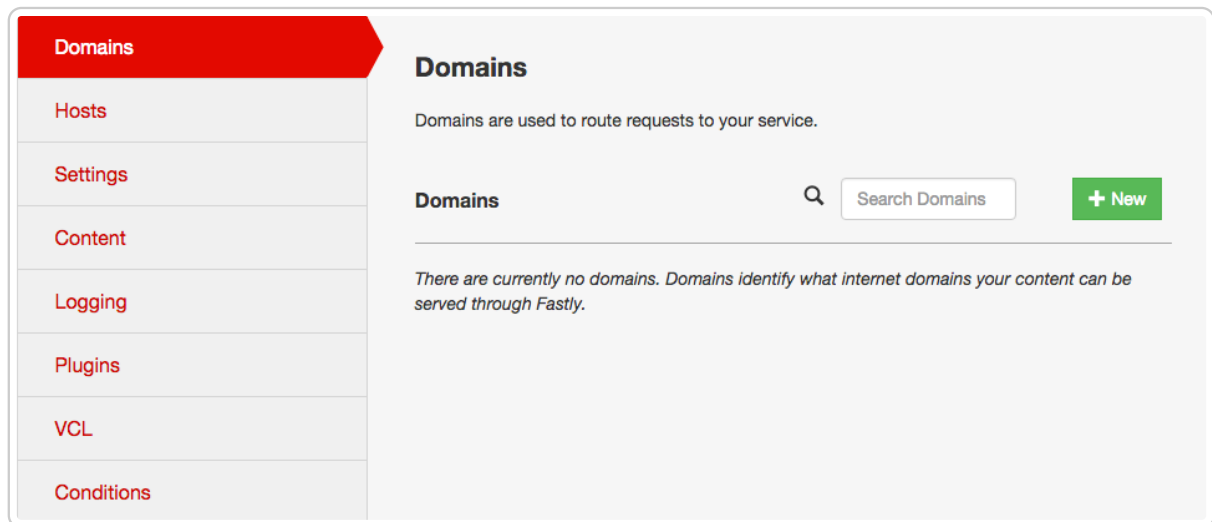 Domains
Hosts
Settings
Content
Logging
Plugins
VCL
Conditions
Domains
Domains are used to route requests to your service.
Domains
Search Domains
+ New
There are currently no domains. Domains identify what internet domains your content can be
served through Fastly.